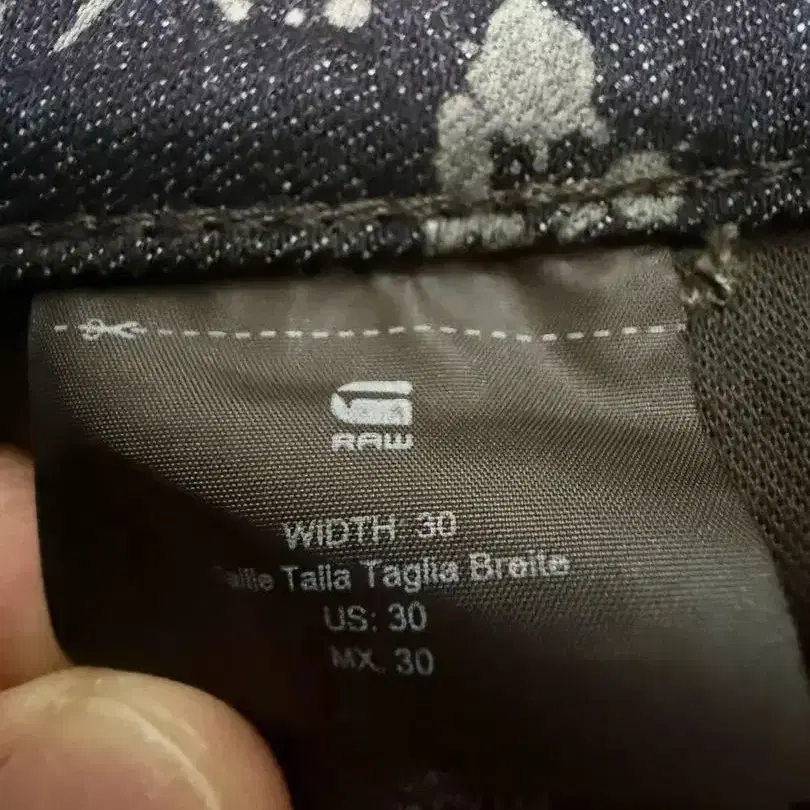 RAW
WIDTH 30
Taille Talla Taglia Breite
US: 30
MX. 30